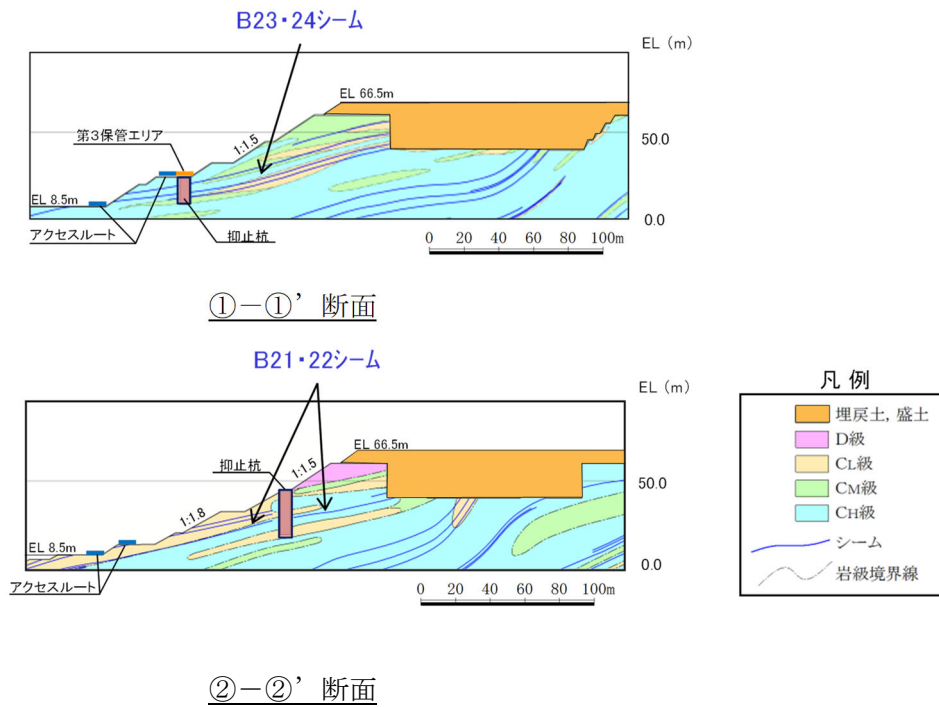 B23・24シーム
EL (m)
EL 66.5m
1:1.5
50.0
第3保管エリア
EL 8.5m
0.0
アクセスルート
抑止杭
0 20 40 60 80 100m
①－①’断面
B21・22シーム
EL (m)
EL 66.5m
抑止杭
1:1.5
50.0
1:1.8
EL 8.5m
0.0
アクセスルート
0 20 40 60 80 100m
②－②’断面
凡 例
埋戻土, 盛土
D級
CL級
CM級
CH級
シーム
岩級境界線